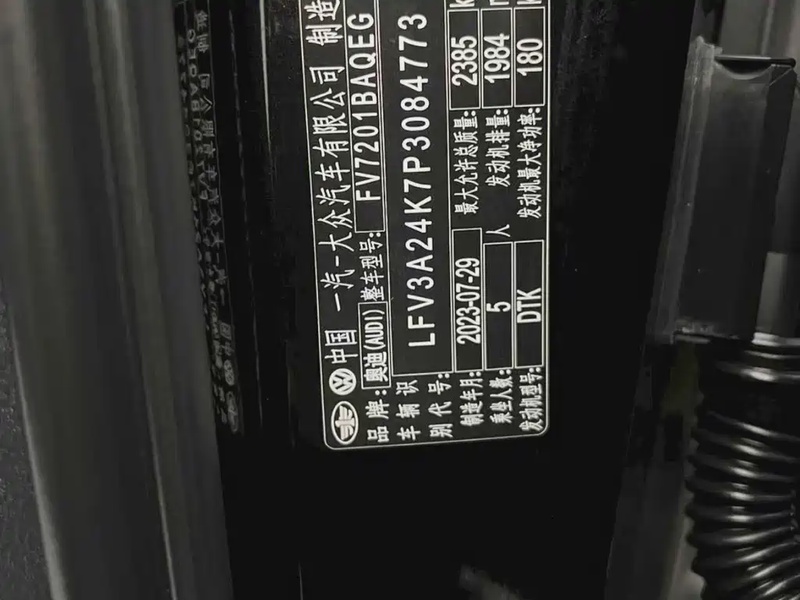 中国 一汽-大众汽车有限公司 制造
品牌: 奥迪(AUDI) 整车型号: FV7201BAQEG
车辆识别代号: LFV3A24K7P3084773
制造年月: 2023-07-29 最大允许总质量: 2385 k
乘坐人数: 5 人 发动机排量: 1984
发动机型号: DTK 发动机最大净功率: 180 k